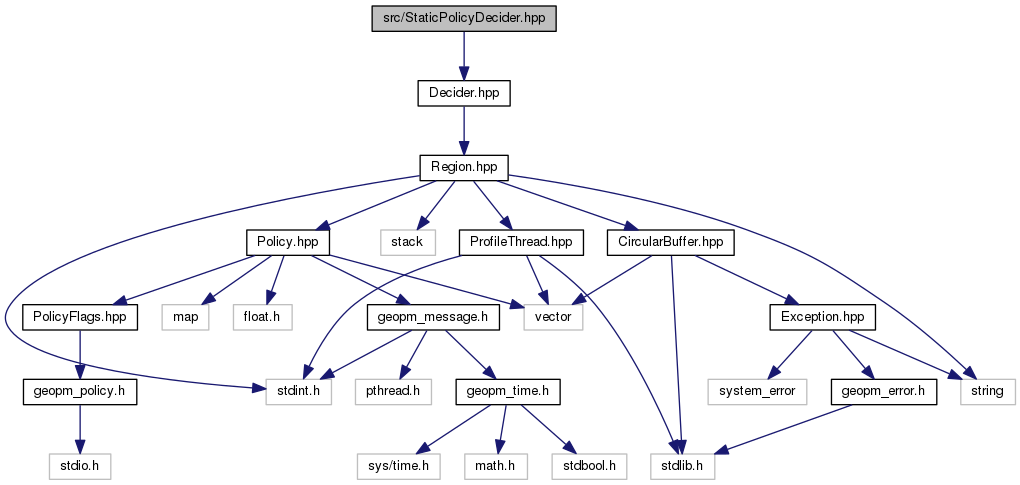 src/StaticPolicyDecider.hpp
Decider.hpp
Region.hpp
Policy.hpp
stack
ProfileThread.hpp
CircularBuffer.hpp
PolicyFlags.hpp
map
float.h
geopm_message.h
vector
Exception.hpp
geopm_policy.h
stdint.h
pthread.h
geopm_time.h
system_error
geopm_error.h
string
stdio.h
sys/time.h
math.h
stdbool.h
stdlib.h